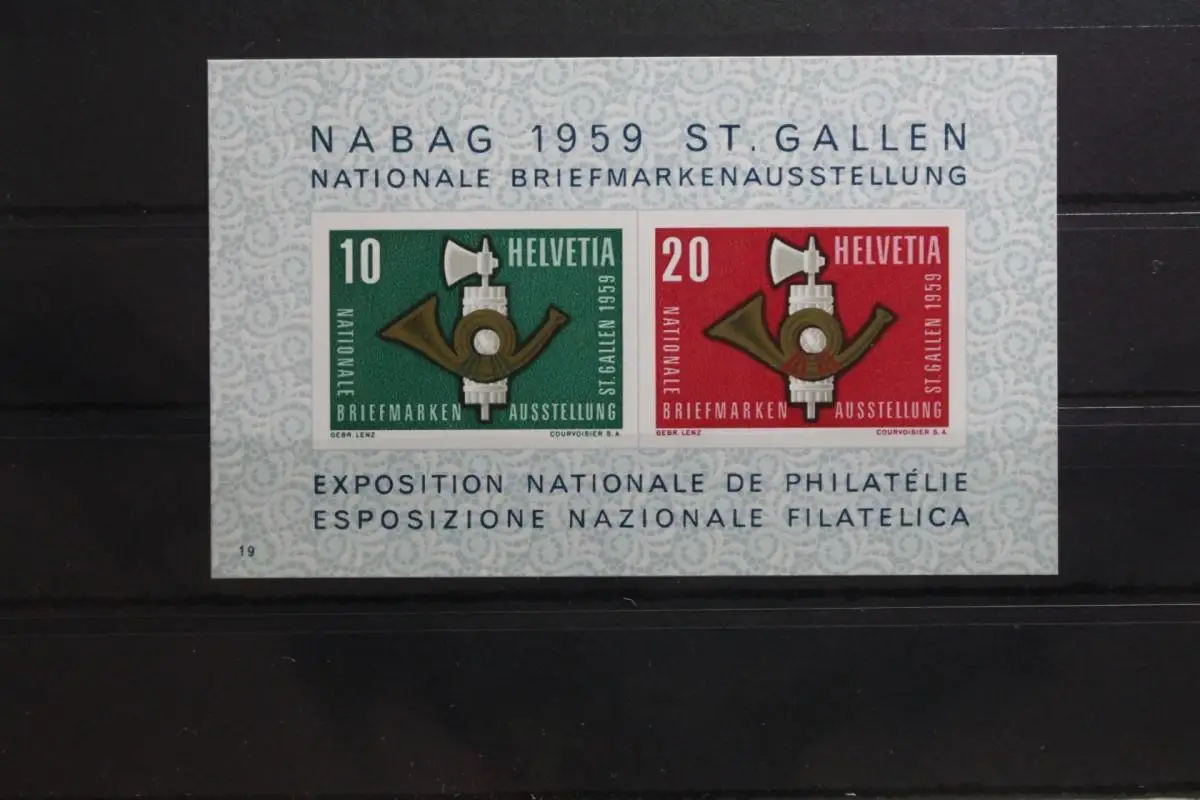 NABAG 1959 ST. GALLEN
NATIONALE BRIEFMARKENAUSSTELLUNG
10 HELVETIA
NATIONALE
BRIEFMARKEN AUSSTELLUNG
ST. GALLEN 1959
GEBR. LENZ COURVOISIER S.A.
20 HELVETIA
NATIONALE
BRIEFMARKEN AUSSTELLUNG
ST. GALLEN 1959
GEBR. LENZ COURVOISIER S.A.
EXPOSITION NATIONALE DE PHILATÉLIE
ESPOSIZIONE NAZIONALE FILATELICA
19